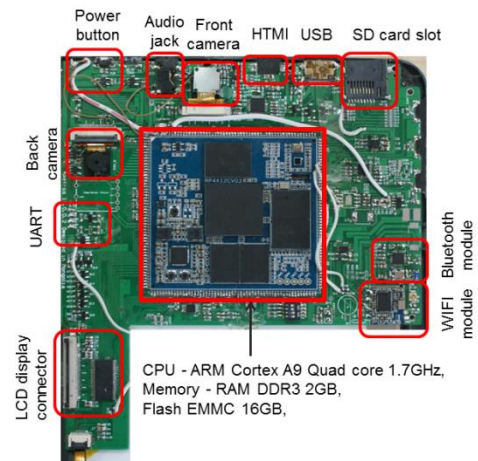 Power
button
Audio
jack
Front
camera
HTMI
USB
SD card slot
Back
camera
UART
Bluetooth
module
WIFI
module
LCD display
connector
CPU - ARM Cortex A9 Quad core 1.7GHz,
Memory - RAM DDR3 2GB,
Flash EMMC 16GB,